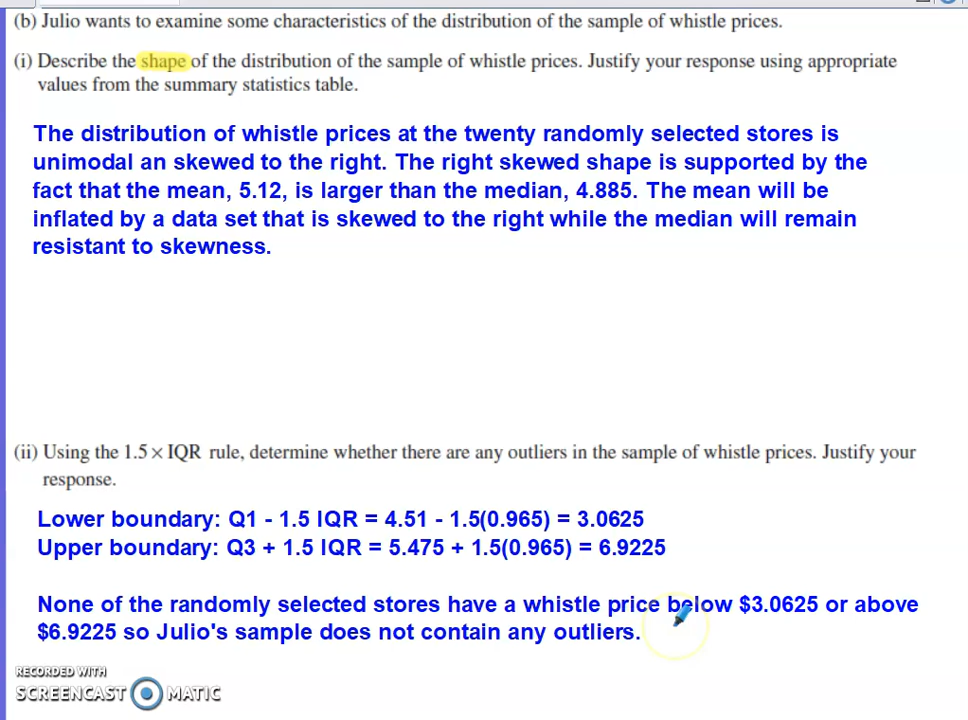 (b) Julio wants to examine some characteristics of the distribution of the sample of whistle prices.
(i) Describe the shape of the distribution of the sample of whistle prices. Justify your response using appropriate
values from the summary statistics table.
The distribution of whistle prices at the twenty randomly selected stores is
unimodal an skewed to the right. The right skewed shape is supported by the
fact that the mean, 5.12, is larger than the median, 4.885. The mean will be
inflated by a data set that is skewed to the right while the median will remain
resistant to skewness.
(ii) Using the 1.5 × IQR rule, determine whether there are any outliers in the sample of whistle prices. Justify your
response.
Lower boundary: Q1 - 1.5 IQR = 4.51 - 1.5(0.965) = 3.0625
Upper boundary: Q3 + 1.5 IQR = 5.475 + 1.5(0.965) = 6.9225
None of the randomly selected stores have a whistle price below $3.0625 or above
$6.9225 so Julio's sample does not contain any outliers.
RECORDED WITH
SCREENCAST MATIC